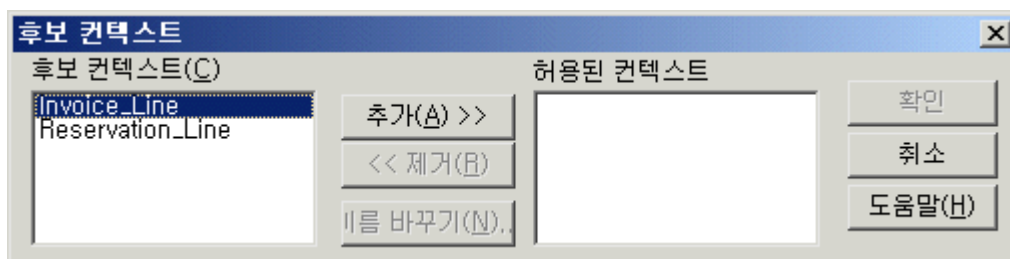 후보 컨텍스트
후보 컨텍스트(C)
Invoice_Line
Reservation_Line
추가(A) >>
<< 제거(R)
이름 바꾸기(N)..
허용된 컨텍스트
확인
취소
도움말(H)